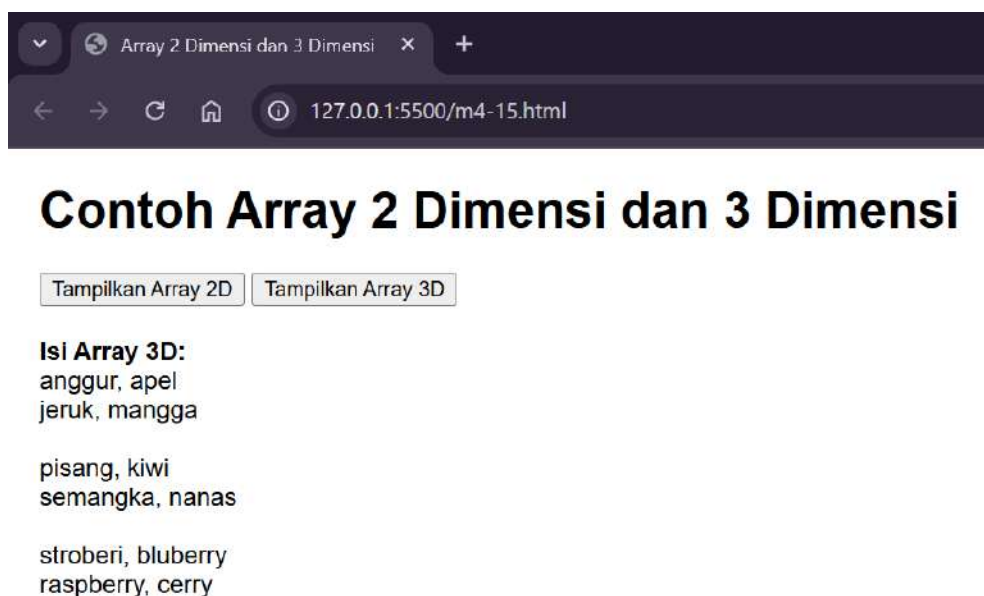 Array 2 Dimensi dan 3 Dimensi
127.0.0.1:5500/m4-15.html
Contoh Array 2 Dimensi dan 3 Dimensi
Tampilkan Array 2D Tampilkan Array 3D
Isi Array 3D:
anggur, apel
jeruk, mangga
pisang, kiwi
semangka, nanas
stroberi, bluberry
raspberry, cerry